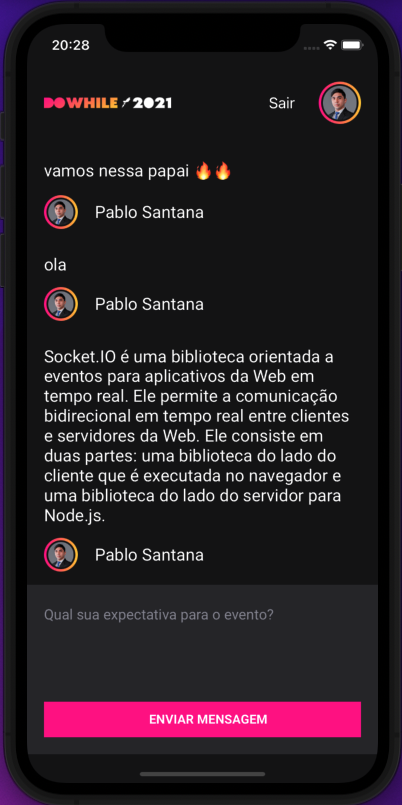 20:28
DOWHILE 2021
Sair
vamos nessa papai 🔥🔥
Pablo Santana
ola
Pablo Santana
Socket.IO é uma biblioteca orientada a
eventos para aplicativos da Web em
tempo real. Ele permite a comunicação
bidirecional em tempo real entre clientes
e servidores da Web. Ele consiste em
duas partes: uma biblioteca do lado do
cliente que é executada no navegador e
uma biblioteca do lado do servidor para
Node.js.
Pablo Santana
Qual sua expectativa para o evento?
ENVIAR MENSAGEM